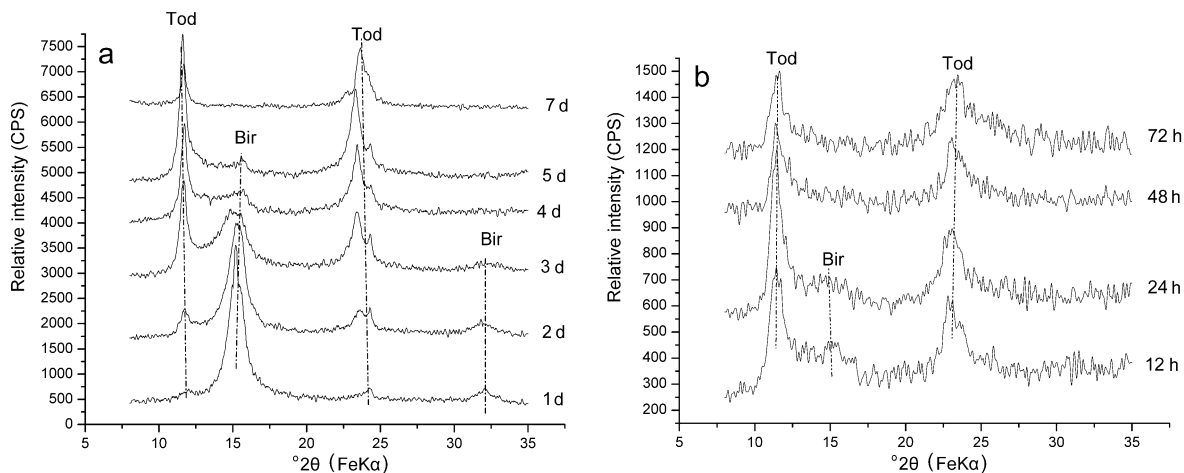 a
Tod
Tod
Bir
Bir
7 d
5 d
4 d
3 d
2 d
1 d
Relative intensity (CPS)
7500
7000
6500
6000
5500
5000
4500
4000
3500
3000
2500
2000
1500
1000
500
0
5 10 15 20 25 30 35
°2θ (FeKα)
b
Tod
Tod
Bir
72 h
48 h
24 h
12 h
Relative intensity (CPS)
1500
1400
1300
1200
1100
1000
900
800
700
600
500
400
300
200
5 10 15 20 25 30 35
°2θ (FeKα)